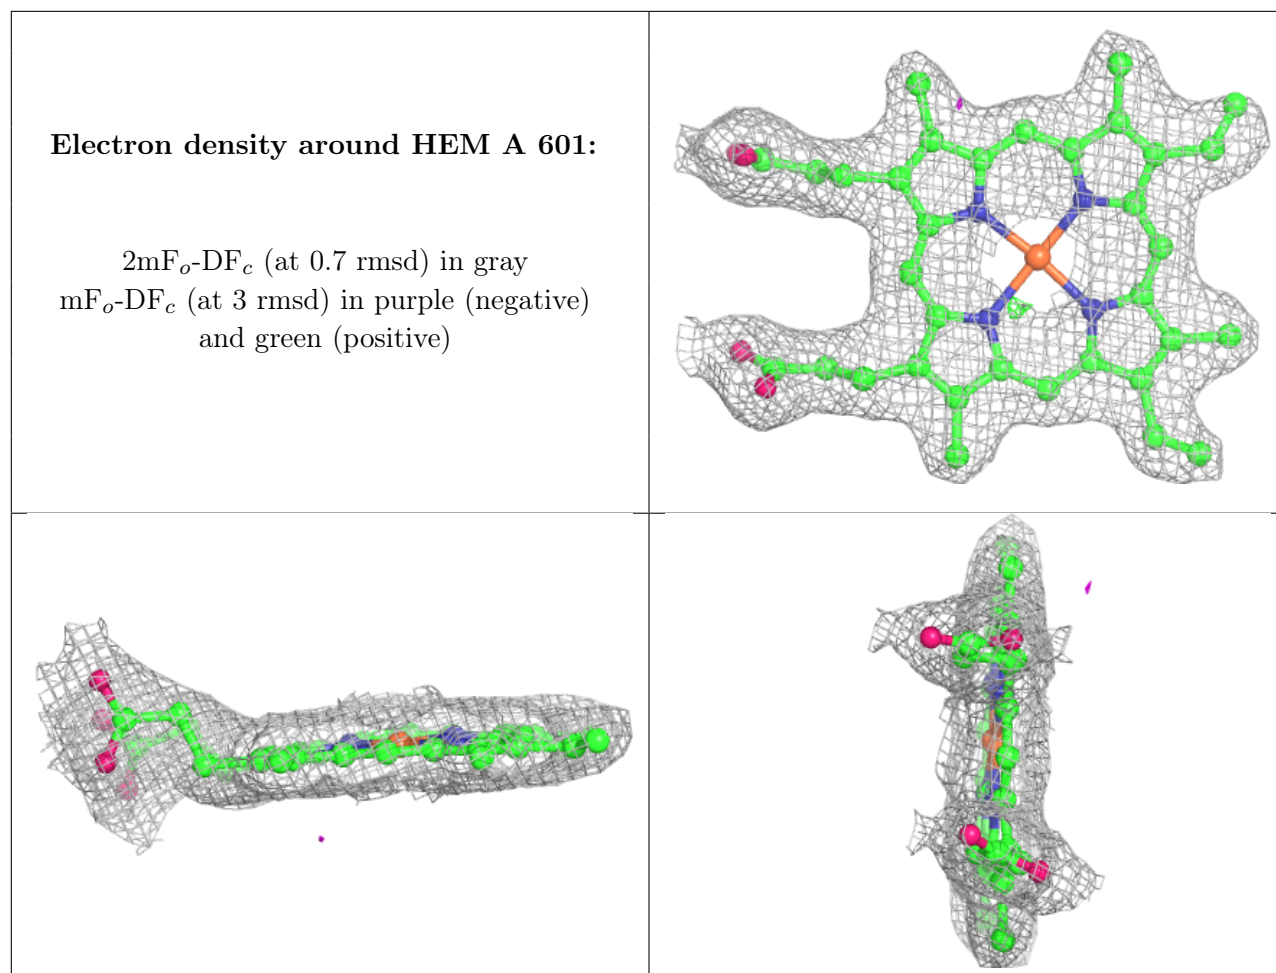 Electron density around HEM A 601:
2mFo-DFc (at 0.7 rmsd) in gray
mFo-DFc (at 3 rmsd) in purple (negative)
and green (positive)